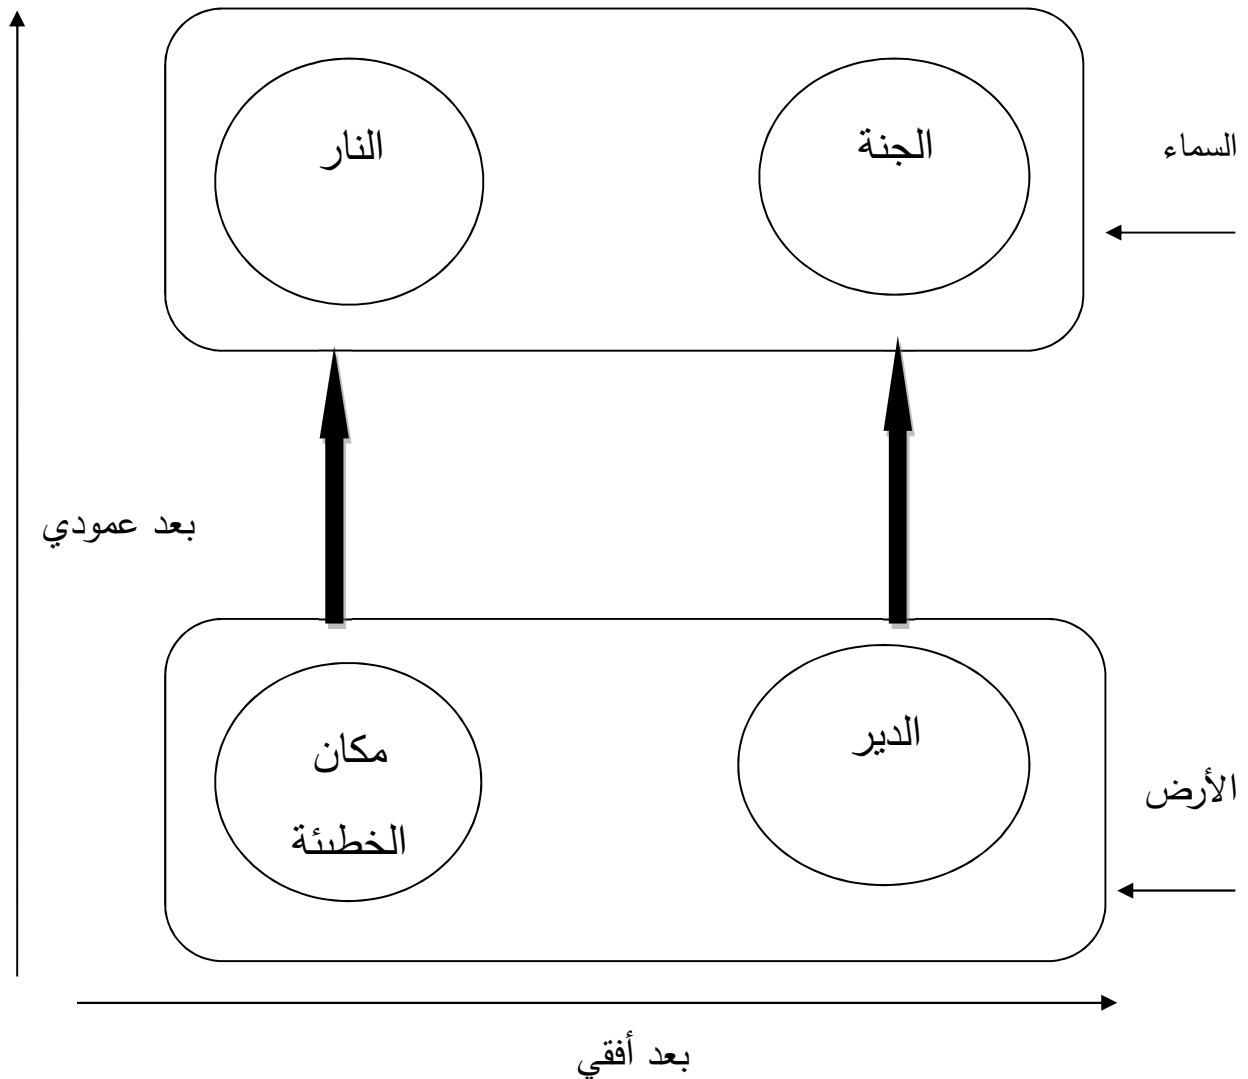 الجنة
النار
السماء
بعد عمودي
الدير
مكان
الخطيئة
الأرض
بعد أفقي